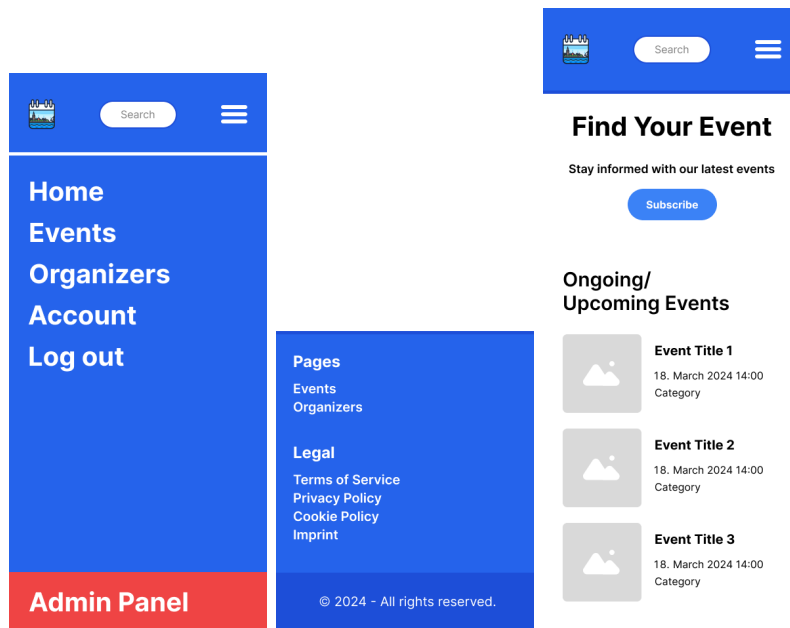 Search
Home
Events
Organizers
Account
Log out
Admin Panel
Pages
Events
Organizers
Legal
Terms of Service
Privacy Policy
Cookie Policy
Imprint
© 2024 - All rights reserved.
Search
Find Your Event
Stay informed with our latest events
Subscribe
Ongoing/
Upcoming Events
Event Title 1
18. March 2024 14:00
Category
Event Title 2
18. March 2024 14:00
Category
Event Title 3
18. March 2024 14:00
Category